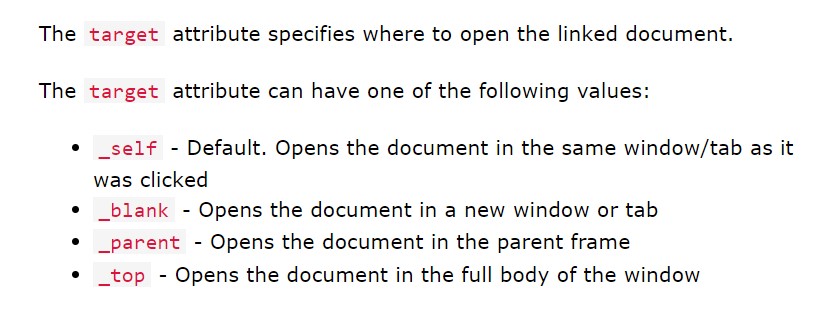 The target attribute specifies where to open the linked document.
The target attribute can have one of the following values:
• _self - Default. Opens the document in the same window/tab as it
was clicked
• _blank - Opens the document in a new window or tab
• _parent - Opens the document in the parent frame
• _top - Opens the document in the full body of the window